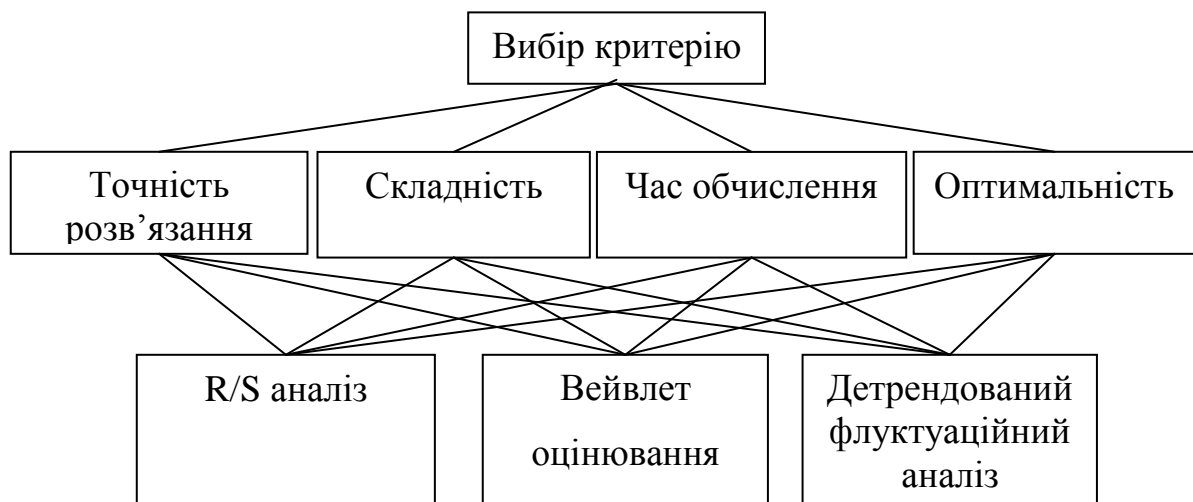 Вибір критерію
Точність
розв’язання
Складність
Час обчислення
Оптимальність
R/S аналіз
Вейвлет
оцінювання
Детрендований
флуктуаційний
аналіз